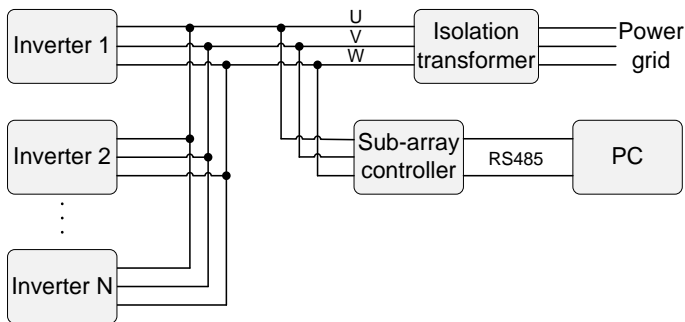 Inverter 1
U
V
W
Isolation
transformer
Power
grid
Inverter 2
Sub-array
controller
RS485
PC
Inverter N